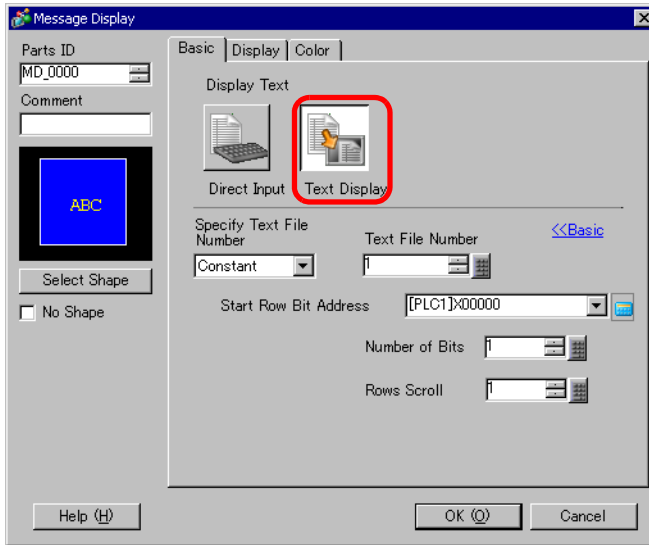 Message Display
Parts ID
MD_0000
Comment
ABC
Select Shape
No Shape
Basic Display Color
Display Text
Direct Input Text Display
Specify Text File
Number
Text File Number
<<Basic
Constant
1
Start Row Bit Address
[PLC1]X00000
Number of Bits
1
Rows Scroll
1
Help (H)
OK (O)
Cancel